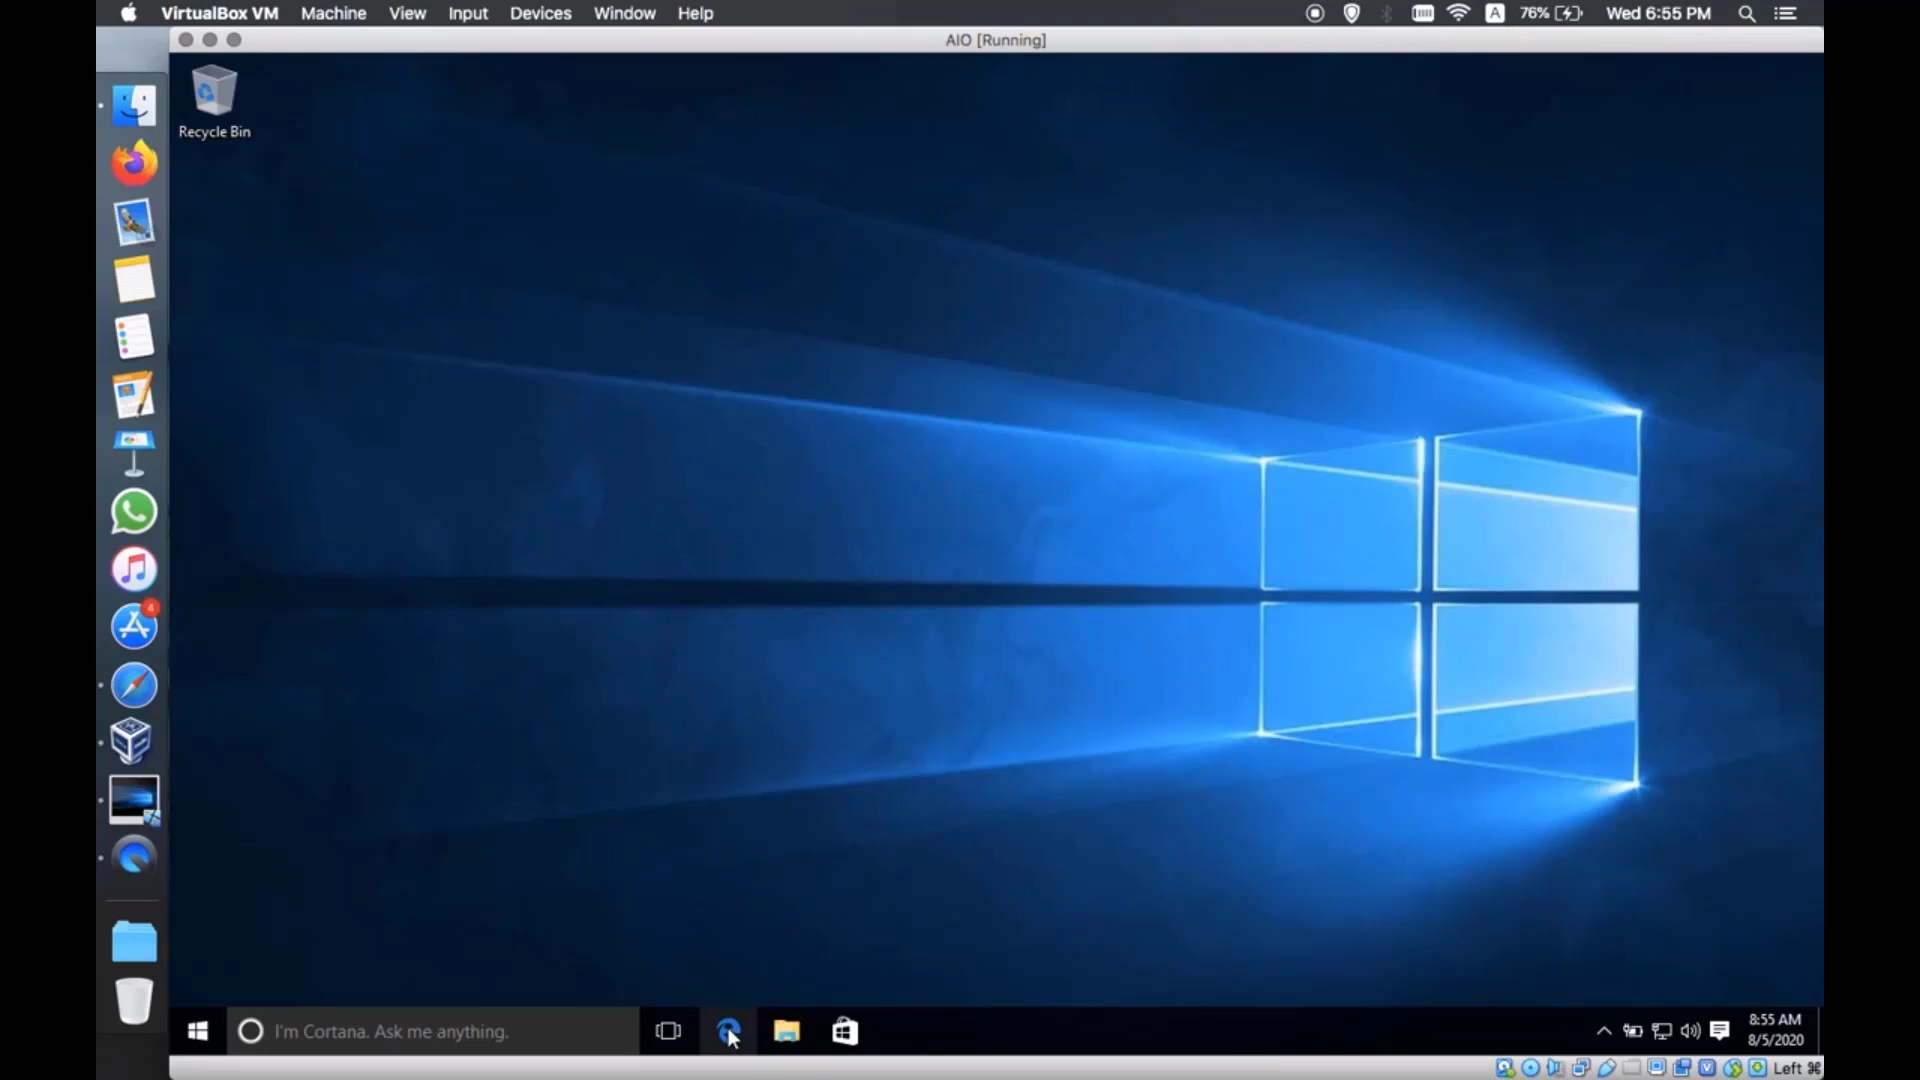 VirtualBox VM Machine View Input Devices Window Help A 76% Wed 6:55 PM
AIO [Running]
Recycle Bin
4
I'm Cortana. Ask me anything.
8:55 AM
8/5/2020
Left ⌘